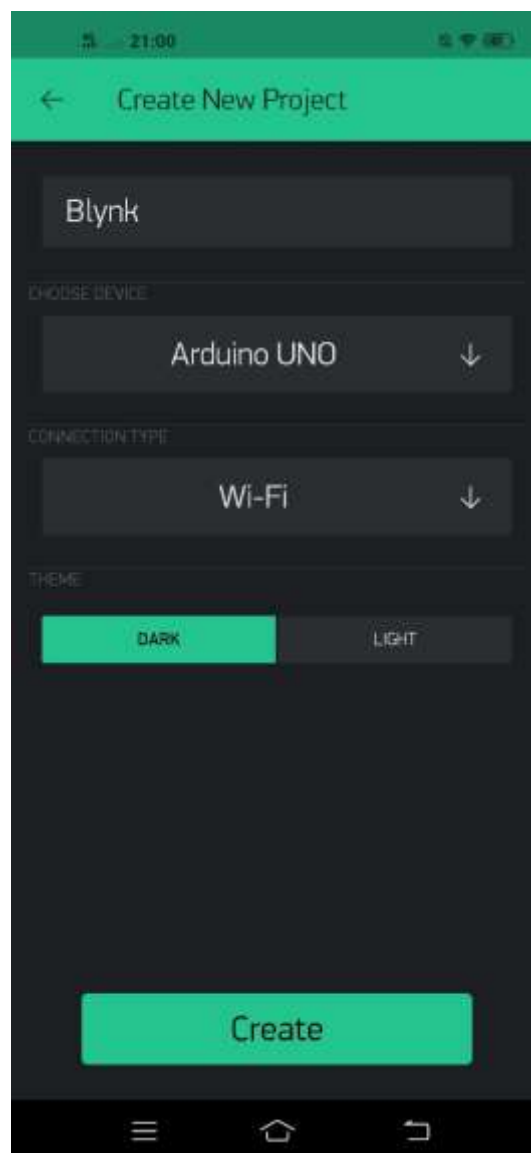 21:00
Create New Project
Blynk
CHOOSE DEVICE
Arduino UNO
CONNECTION TYPE
Wi-Fi
THEME
DARK LIGHT
Create